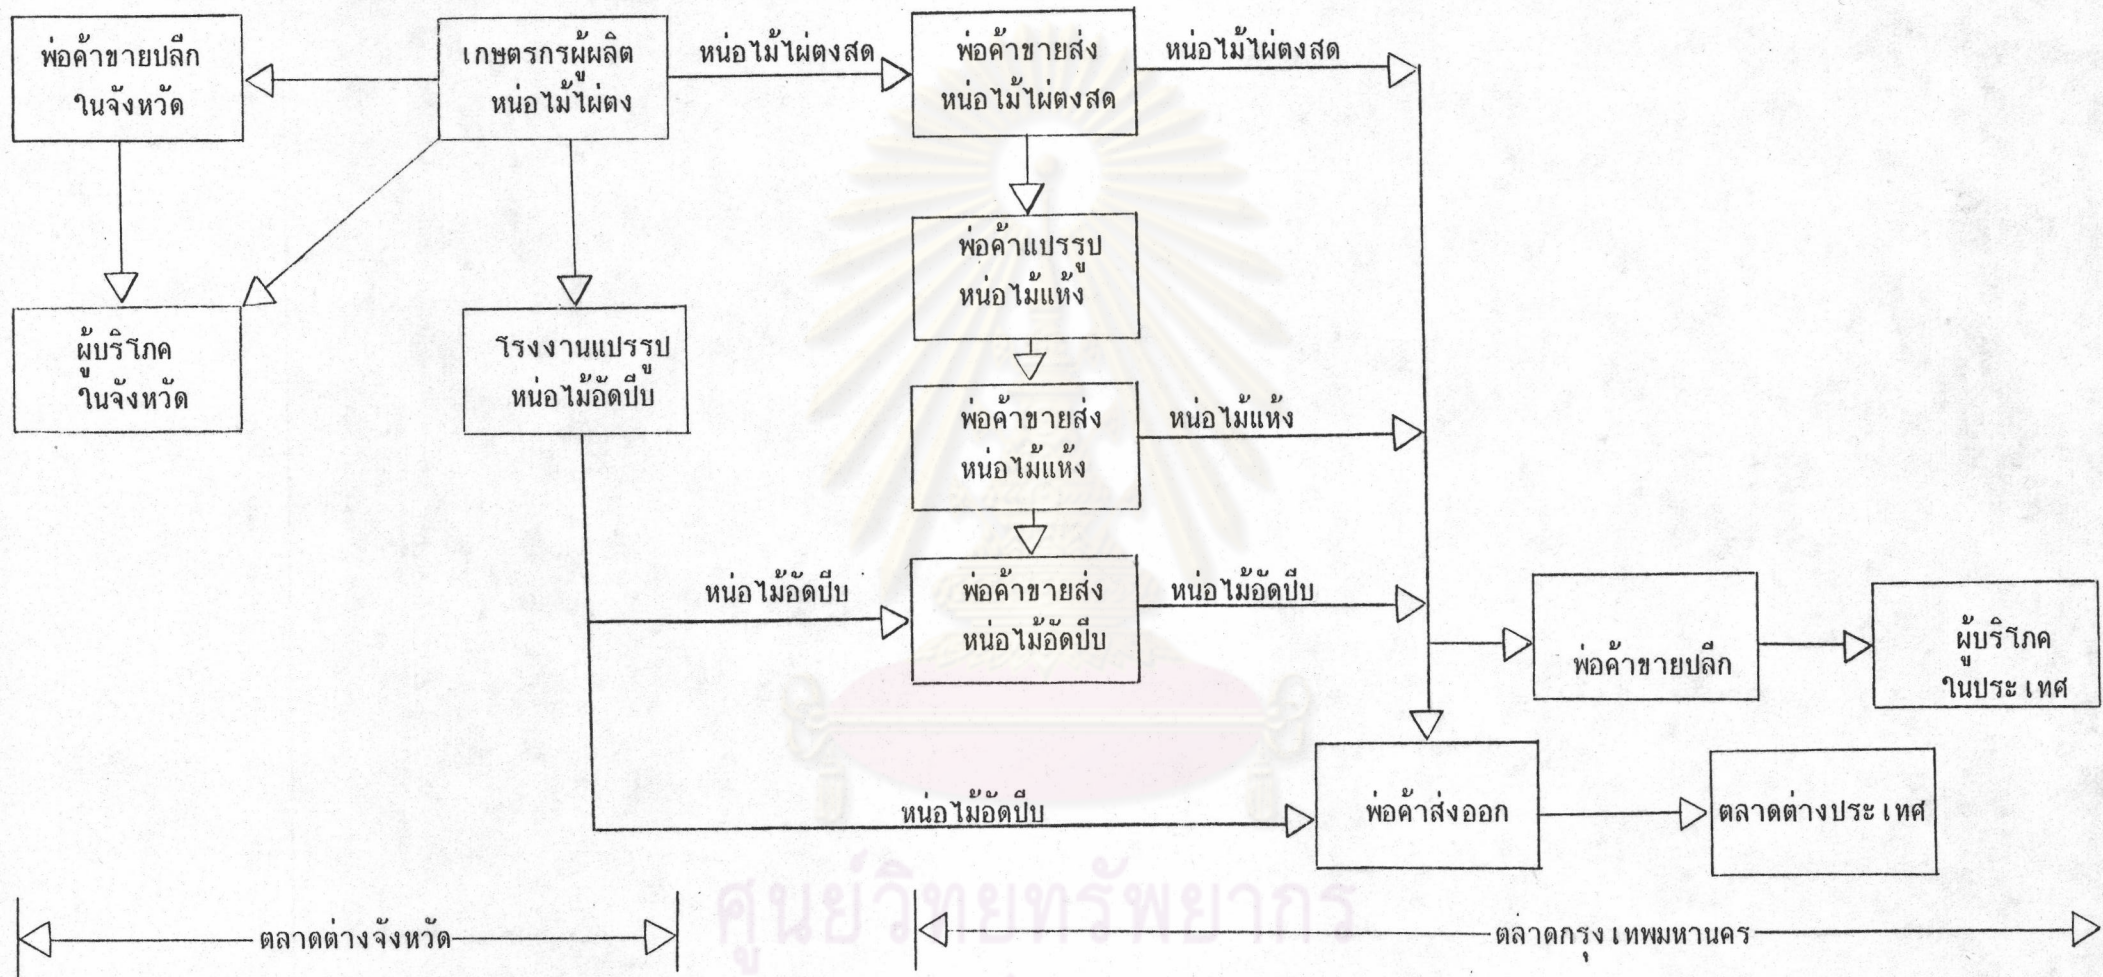 พ่อค้าขายปลีก
ในจังหวัด
เกษตรกรผู้ผลิต
หน่อไม้ไผ่ตง
หน่อไม้ไผ่ตงสด
พ่อค้าขายส่ง
หน่อไม้ไผ่ตงสด
หน่อไม้ไผ่ตงสด
พ่อค้าแปรรูป
หน่อไม้แห้ง
ผู้บริโภค
ในจังหวัด
โรงงานแปรรูป
หน่อไม้อัดปีบ
พ่อค้าขายส่ง
หน่อไม้แห้ง
หน่อไม้แห้ง
หน่อไม้อัดปีบ
พ่อค้าขายส่ง
หน่อไม้อัดปีบ
หน่อไม้อัดปีบ
พ่อค้าขายปลีก
ผู้บริโภค
ในประเทศ
หน่อไม้อัดปีบ
พ่อค้าส่งออก
ตลาดต่างประเทศ
ศูนย์วิทยทรัพยากร
ตลาดต่างจังหวัด
ตลาดกรุงเทพมหานคร